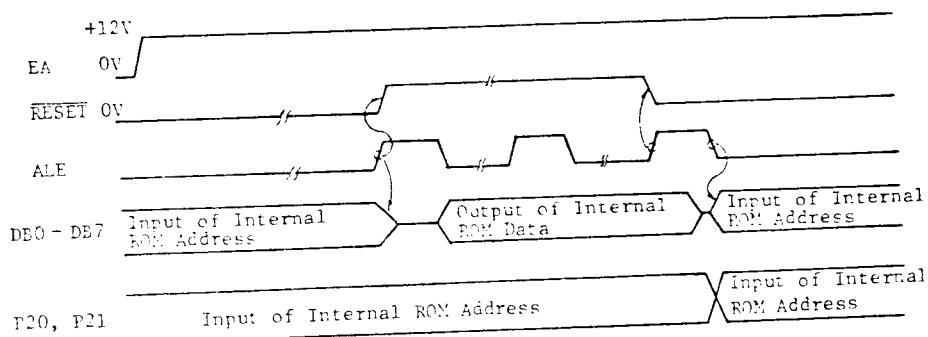 +12V
EA 0V
RESET 0V
ALE
DB0 - DB7
Input of Internal
ROM Address
Output of Internal
ROM Data
Input of Internal
ROM Address
P20, P21
Input of Internal ROM Address
Input of Internal
ROM Address